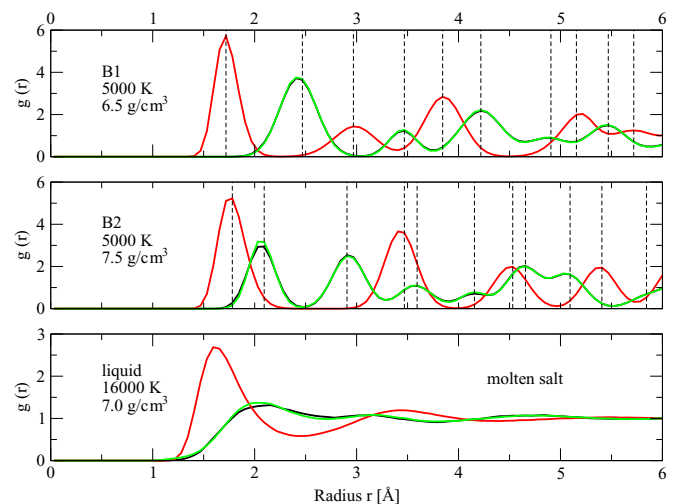 0 1 2 3 4 5 6
6
4
2
0
g (r)
B1
5000 K
6.5 g/cm³
6
4
2
0
g (r)
B2
5000 K
7.5 g/cm³
3
2
1
0
g (r)
liquid
16000 K
7.0 g/cm³
molten salt
0 1 2 3 4 5 6
Radius r [Å]